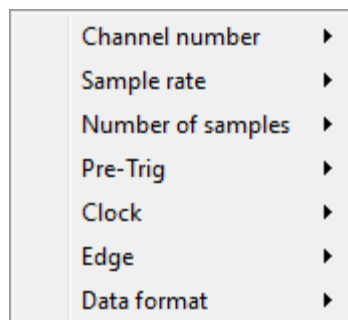 Channel number
Sample rate
Number of samples
Pre-Trig
Clock
Edge
Data format